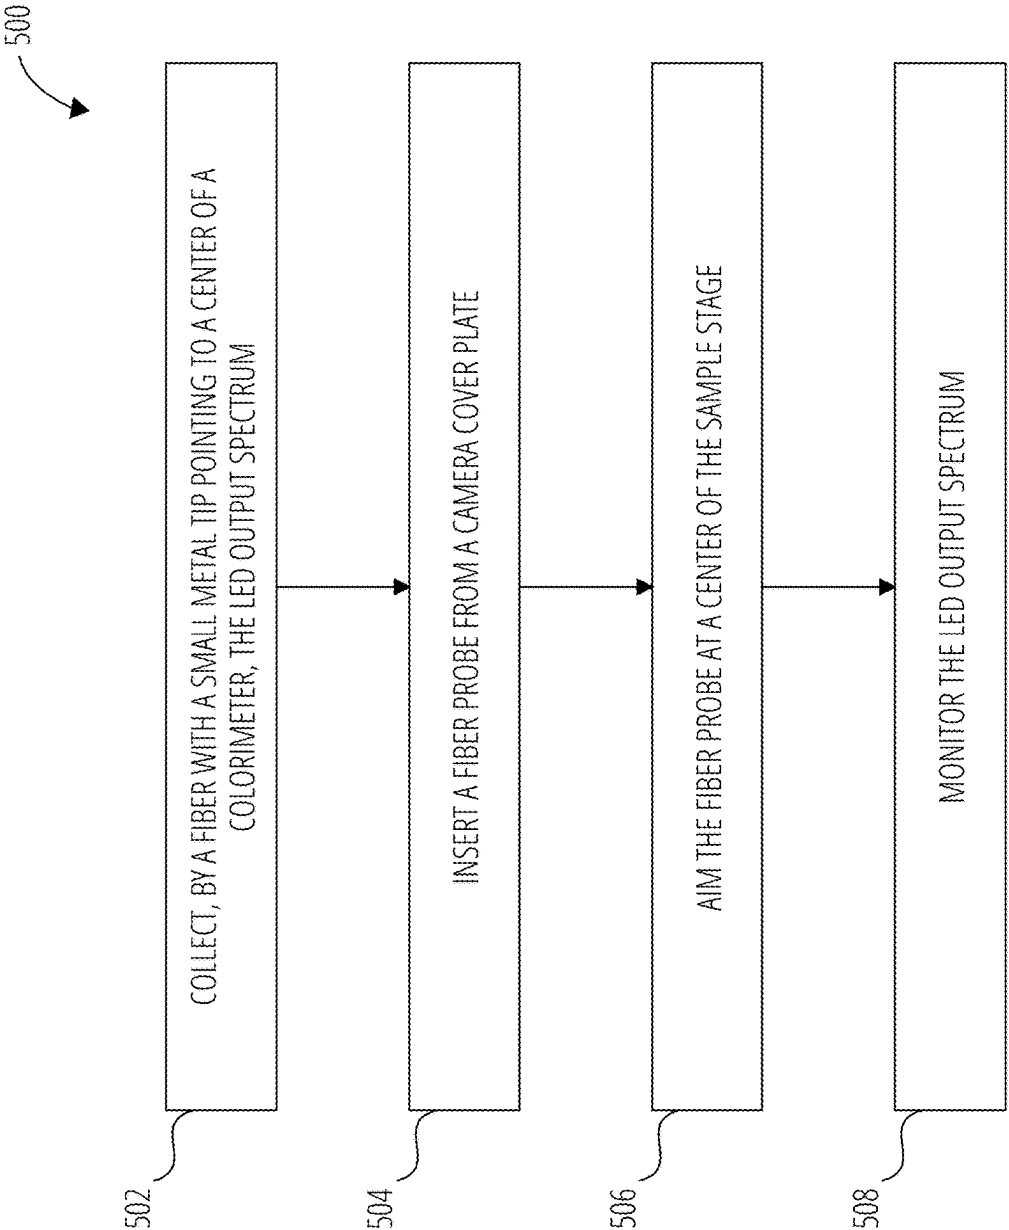 500
502
COLLECT, BY A FIBER WITH A SMALL METAL TIP POINTING TO A CENTER OF A
COLORIMETER, THE LED OUTPUT SPECTRUM
504
INSERT A FIBER PROBE FROM A CAMERA COVER PLATE
506
AIM THE FIBER PROBE AT A CENTER OF THE SAMPLE STAGE
508
MONITOR THE LED OUTPUT SPECTRUM